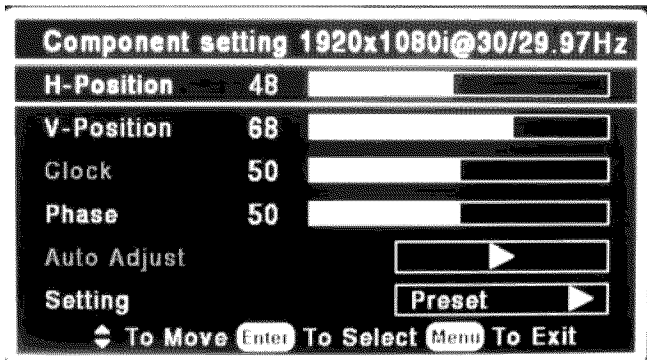 Component setting 1920x1080i@30/29.97Hz
H-Position 48
V-Position 68
Clock 50
Phase 50
Auto Adjust
Setting Preset
To Move Enter To Select Menu To Exit